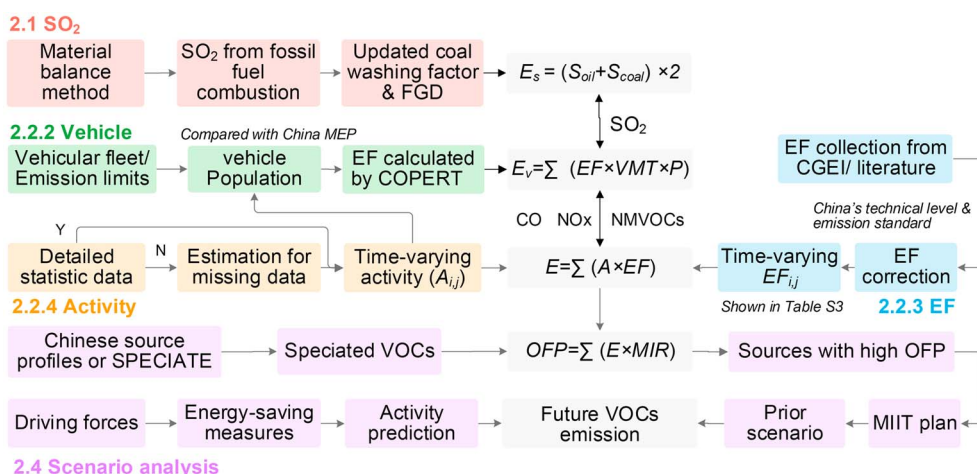 2.1 SO₂
Material
balance
method
SO₂ from fossil
fuel
combustion
Updated coal
washing factor
& FGD
Eₛ = (S_oil+S_coal) ×2
SO₂
2.2.2 Vehicle
Compared with China MEP
Vehicular fleet/
Emission limits
vehicle
Population
EF calculated
by COPERT
Eᵥ=∑ (EF×VMT×P)
EF collection from
CGEI/ literature
CO NOx NMVOCs
China's technical level &
emission standard
Y
N
Detailed
statistic data
Estimation for
missing data
Time-varying
activity (A_i,j)
E=∑ (A×EF)
Time-varying
EF_i,j
EF
correction
2.2.4 Activity
Shown in Table S3
2.2.3 EF
Chinese source
profiles or SPECIATE
Speciated VOCs
OFP=∑ (E×MIR)
Sources with high OFP
Driving forces
Energy-saving
measures
Activity
prediction
Future VOCs
emission
Prior
scenario
MIIT plan
2.4 Scenario analysis